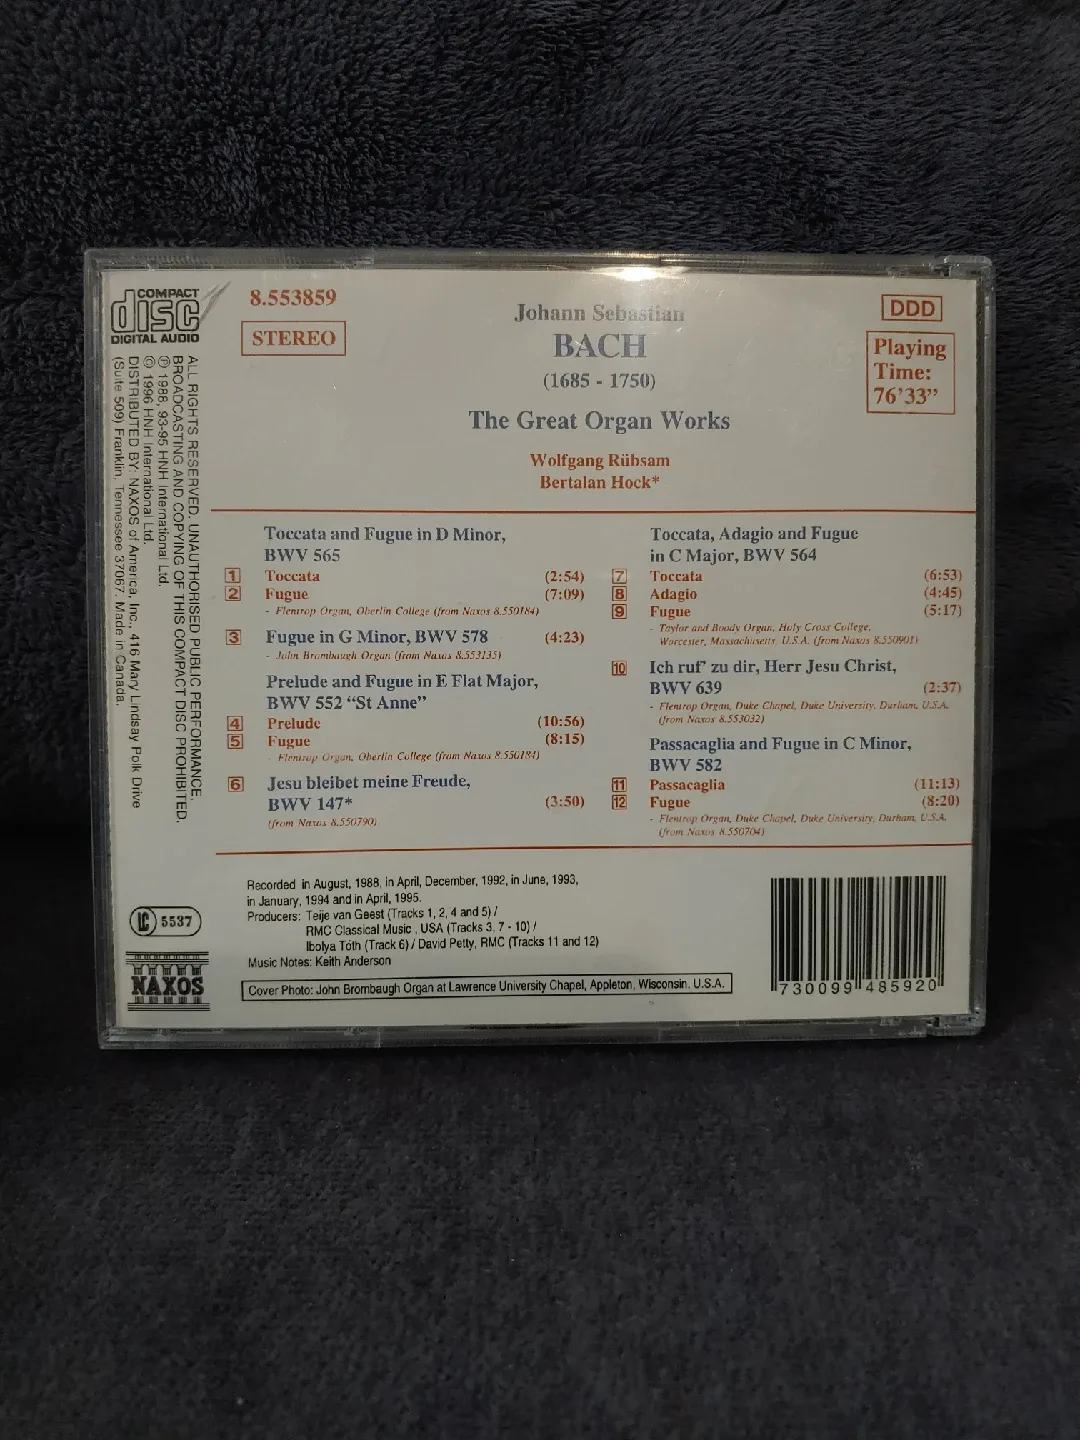 COMPACT
disc
DIGITAL AUDIO
8.553859
STEREO
Johann Sebastian
BACH
(1685 - 1750)
The Great Organ Works
Wolfgang Rübsam
Bertalan Hock*
DDD
Playing
Time:
76'33”
Toccata and Fugue in D Minor,
BWV 565
1 Toccata (2:54)
2 Fugue (7:09)
- Flentrop Organ, Oberlin College (from Naxos 8.550184)
3 Fugue in G Minor, BWV 578 (4:23)
- John Brombaugh Organ (from Naxos 8.553135)
Prelude and Fugue in E Flat Major,
BWV 552 “St Anne”
4 Prelude (10:56)
5 Fugue (8:15)
- Flentrop Organ, Oberlin College (from Naxos 8.550184)
6 Jesu bleibet meine Freude,
BWV 147* (3:50)
(from Naxos 8.550790)
Toccata, Adagio and Fugue
in C Major, BWV 564
7 Toccata (6:53)
8 Adagio (4:45)
9 Fugue (5:17)
- Taylor and Boody Organ, Holy Cross College,
Worcester, Massachusetts, U.S.A. (from Naxos 8.550901)
10 Ich ruf' zu dir, Herr Jesu Christ,
BWV 639 (2:37)
- Flentrop Organ, Duke Chapel, Duke University, Durham, U.S.A.
(from Naxos 8.553032)
Passacaglia and Fugue in C Minor,
BWV 582
11 Passacaglia (11:13)
12 Fugue (8:20)
- Flentrop Organ, Duke Chapel, Duke University, Durham, U.S.A.
(from Naxos 8.550704)
Recorded in August, 1988, in April, December, 1992, in June, 1993,
in January, 1994 and in April, 1995.
Producers: Teije van Geest (Tracks 1, 2, 4 and 5) /
RMC Classical Music, USA (Tracks 3, 7 - 10) /
Ibolya Tóth (Track 6) / David Petty, RMC (Tracks 11 and 12)
Music Notes: Keith Anderson
Cover Photo: John Brombaugh Organ at Lawrence University Chapel, Appleton, Wisconsin, U.S.A.
7 30099 48592 0
ALL RIGHTS RESERVED. UNAUTHORISED PUBLIC PERFORMANCE,
BROADCASTING AND COPYING OF THIS COMPACT DISC PROHIBITED.
℗ 1988, 93-95 HNH International Ltd.
© 1996 HNH International Ltd.
DISTRIBUTED BY: NAXOS of America, Inc., 416 Mary Lindsay Polk Drive
(Suite 509) Franklin, Tennessee 37067. Made in Canada.
LC 5537
NAXOS